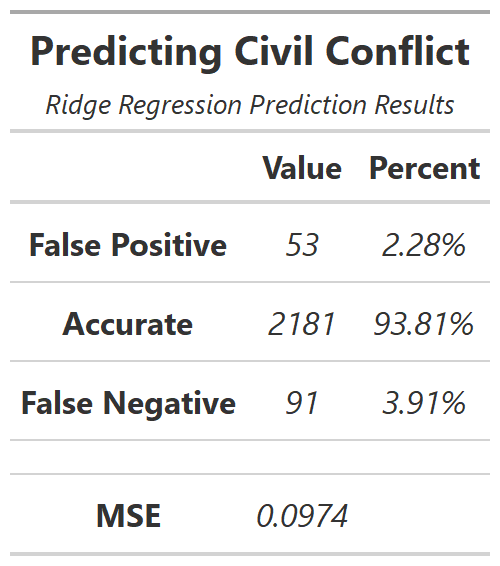 Predicting Civil Conflict
Ridge Regression Prediction Results
Value Percent
False Positive 53 2.28%
Accurate 2181 93.81%
False Negative 91 3.91%
MSE 0.0974